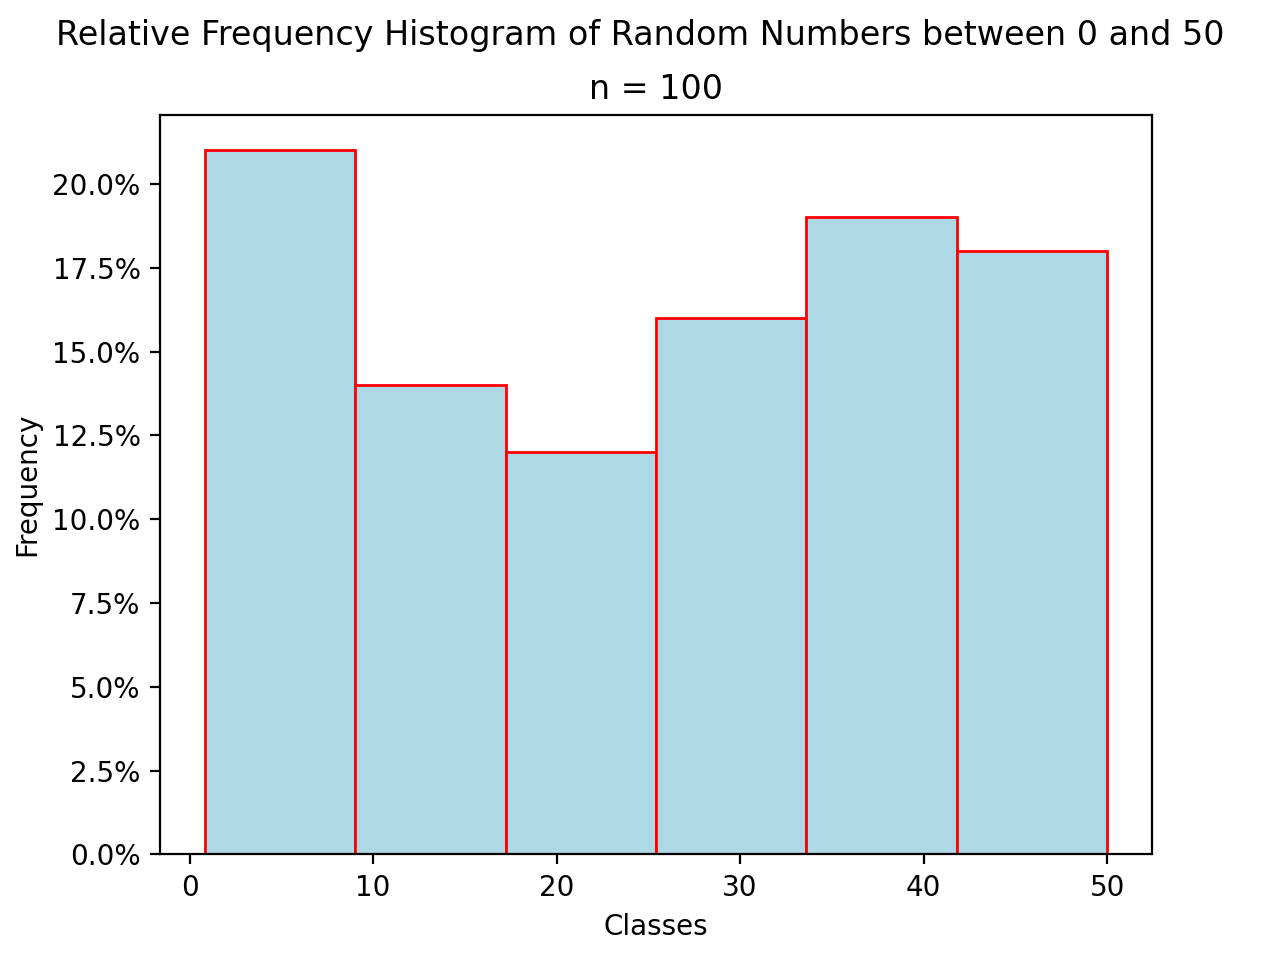 Relative Frequency Histogram of Random Numbers between 0 and 50
n = 100
20.0%
17.5%
15.0%
12.5%
10.0%
7.5%
5.0%
2.5%
0.0%
Frequency
0 10 20 30 40 50
Classes